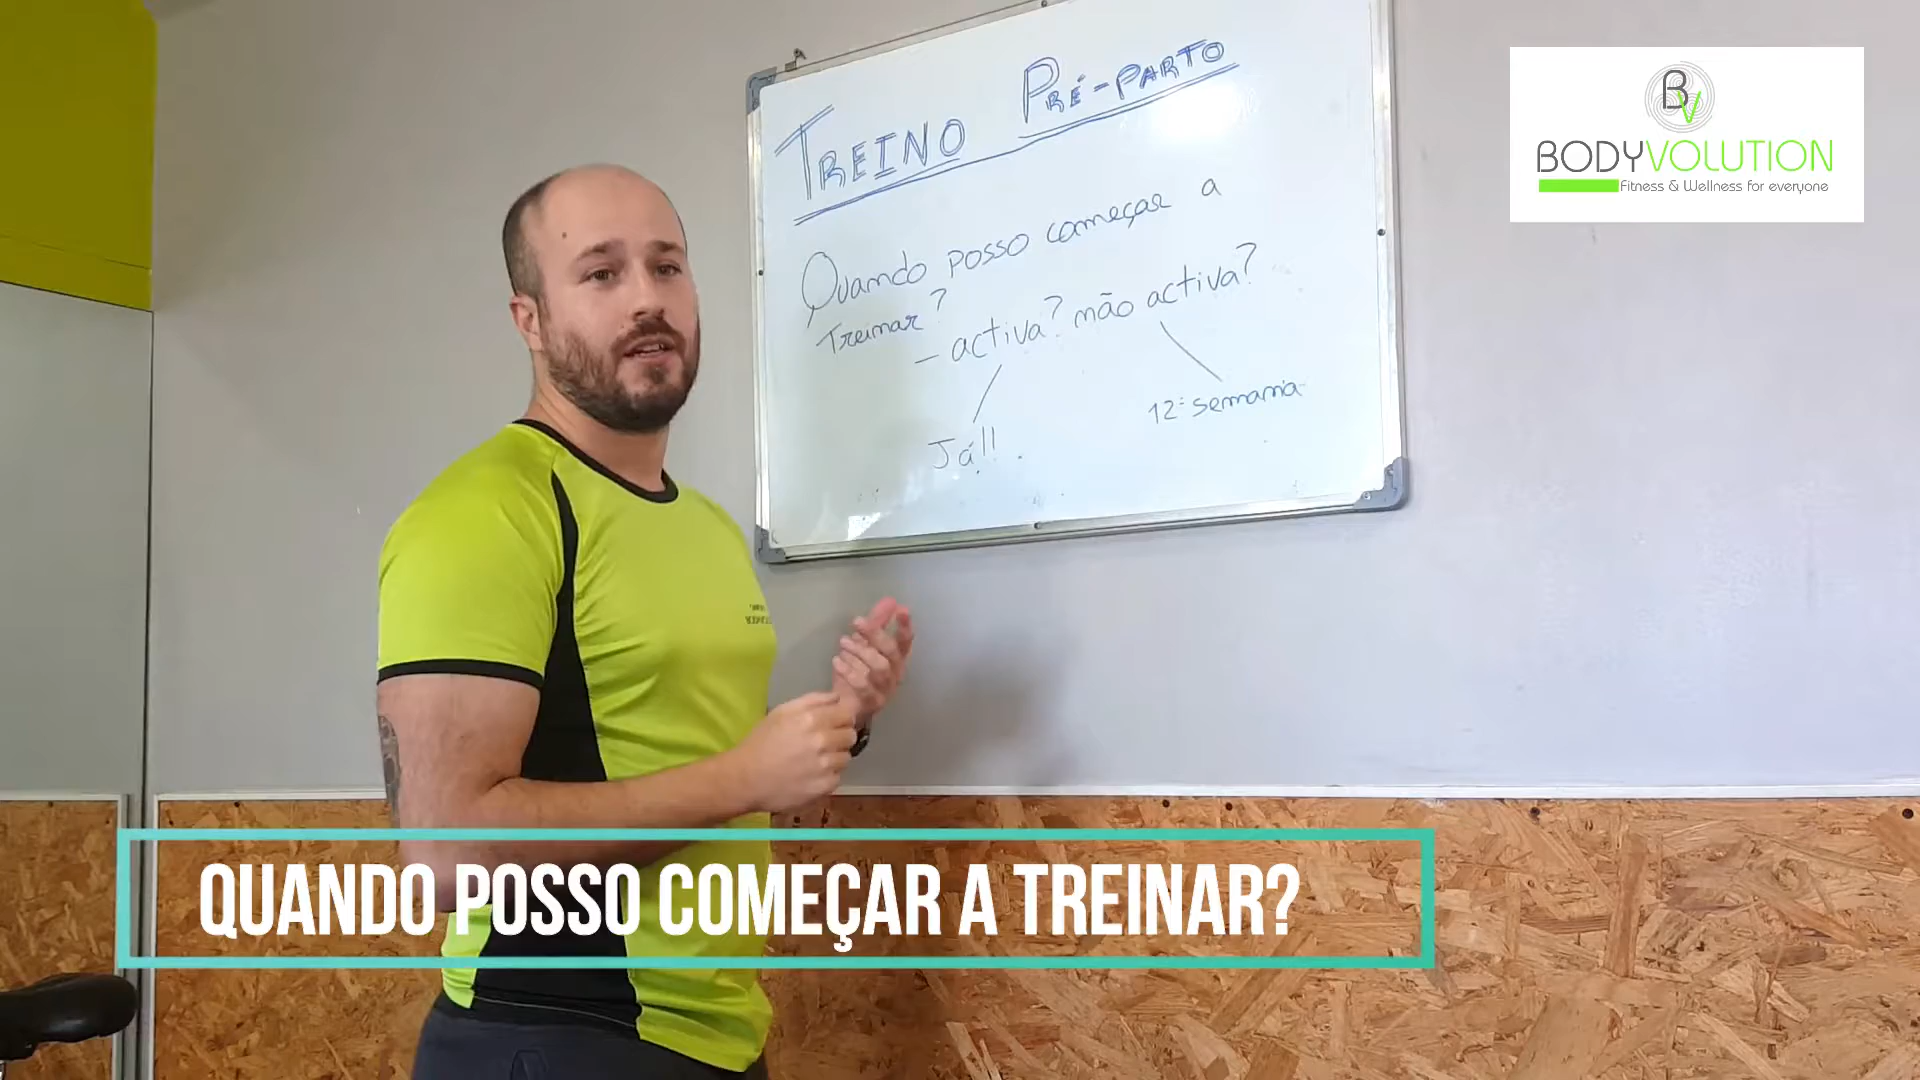 TREINO PRÉ-PARTO
Quando posso começar a
treinar?
- activa? não activa?
Já!!
12ª semana
BV
BODYVOLUTION
Fitness & Wellness for everyone
QUANDO POSSO COMEÇAR A TREINAR?